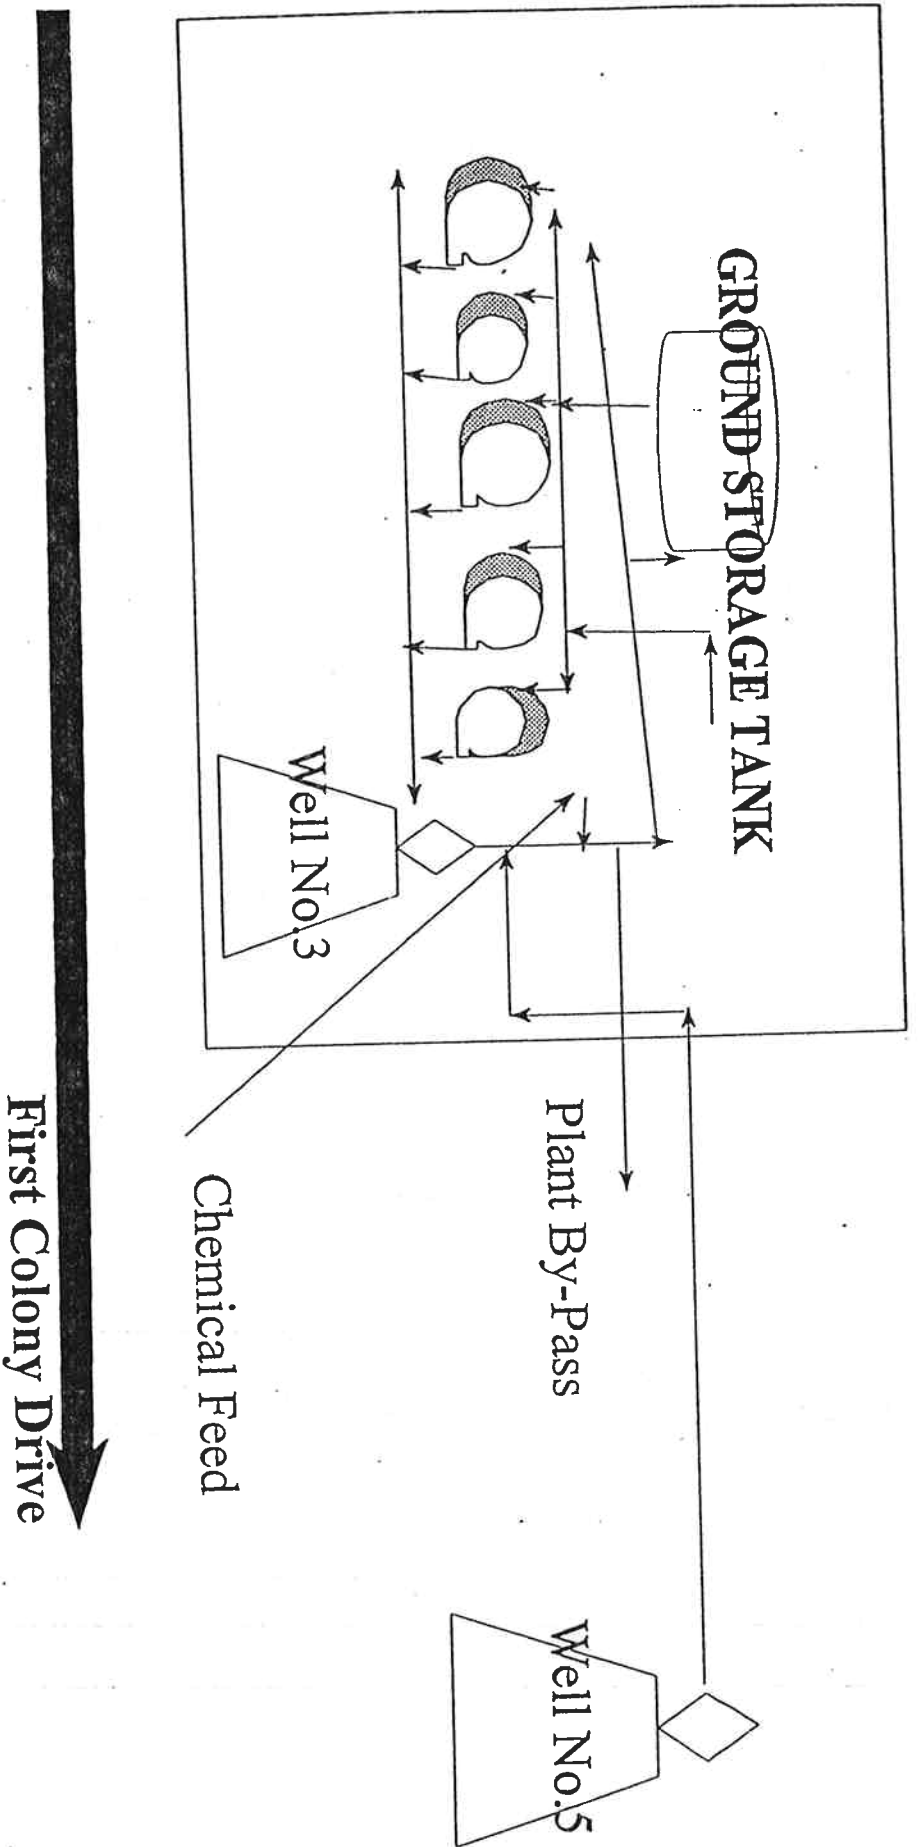 GROUND STORAGE TANK
Well No.3
Plant By-Pass
Well No.5
Chemical Feed
First Colony Drive